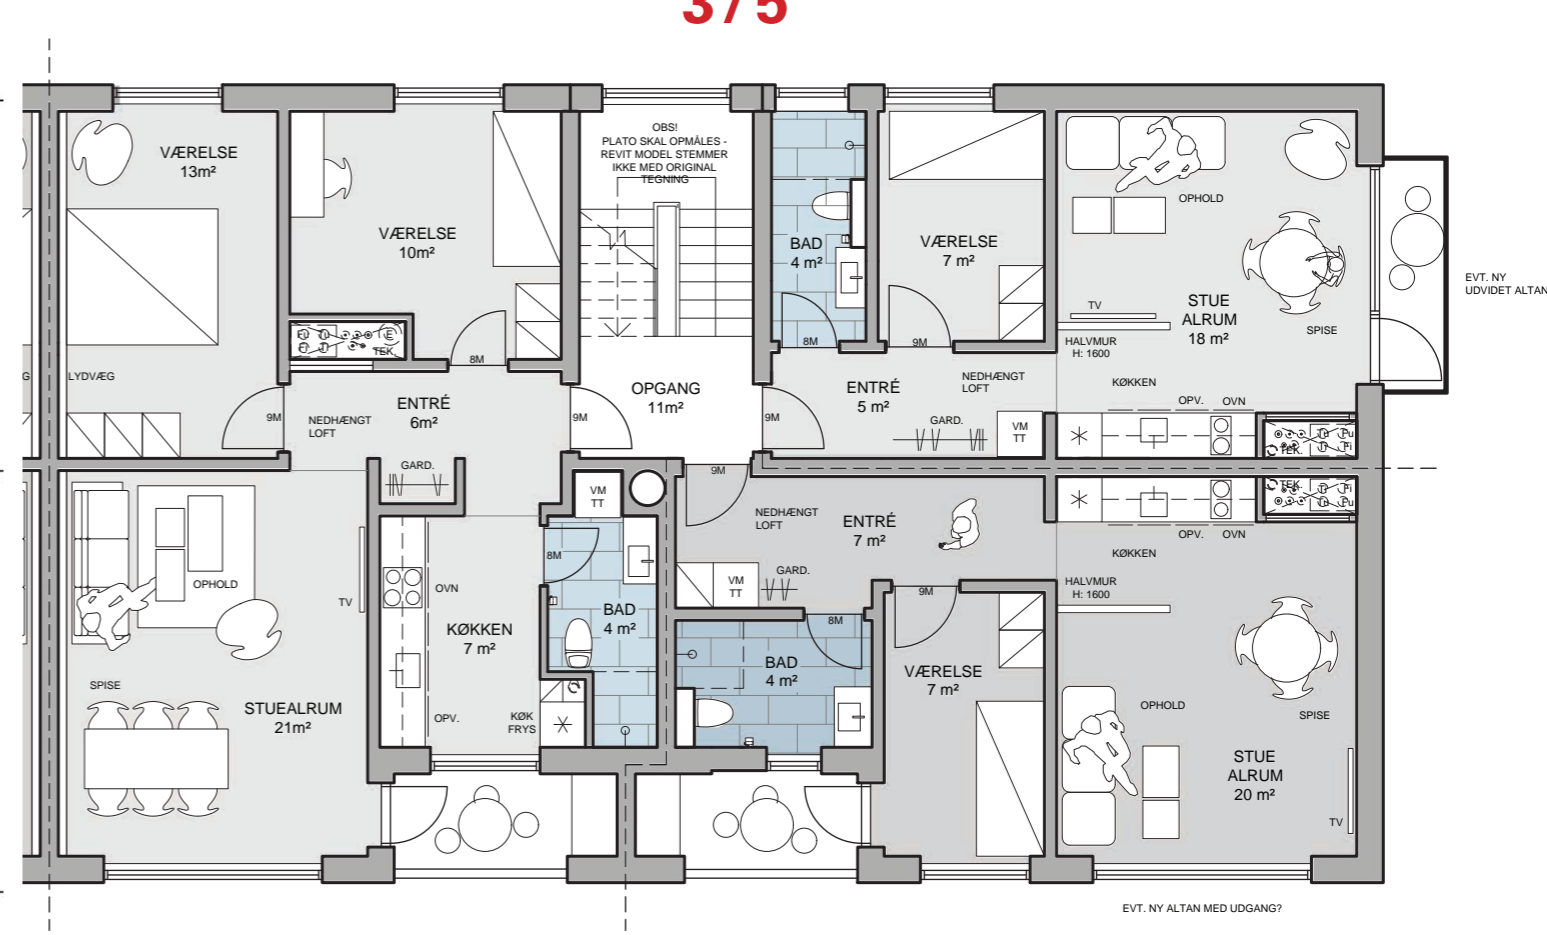 375
VÆRELSE
13m²
VÆRELSE
10m²
OBS!
PLATO SKAL OPMÅLES -
REVIT MODEL STEMMER
IKKE MED ORIGINAL
TEGNING
BAD
4 m²
VÆRELSE
7 m²
OPHOLD
STUE
ALRUM
18 m²
SPISE
TV
HALVMUR
H: 1600
EVT. NY
UDVIDET ALTAN
TEK.
8M
8M
9M
LYDVÆG
G
ENTRÉ
6m²
NEDHÆNGT
LOFT
9M
9M
OPGANG
11m²
9M
ENTRÉ
5 m²
NEDHÆNGT
LOFT
GARD.
VM
TT
KØKKEN
OPV.
OVN
TEK.
GARD.
VM
TT
9M
NEDHÆNGT
LOFT
ENTRÉ
7 m²
TEK.
OPV.
OVN
KØKKEN
HALVMUR
H: 1600
OPHOLD
TV
OVN
8M
KØKKEN
7 m²
BAD
4 m²
VM
TT
GARD.
8M
9M
BAD
4 m²
VÆRELSE
7 m²
SPISE
STUEALRUM
21m²
OPV.
KØK
FRYS
OPHOLD
SPISE
STUE
ALRUM
20 m²
TV
EVT. NY ALTAN MED UDGANG?